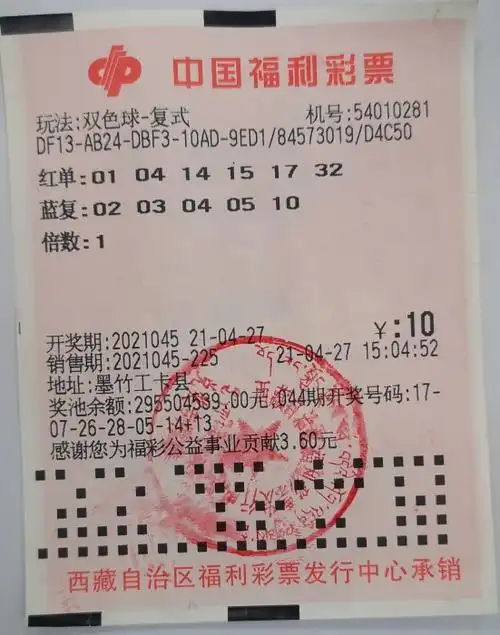 中国福利彩票
玩法:双色球-复式 机号:54010281
DF13-AB24-DBF3-10AD-9ED1/84573019/D4C50
红单:01 04 14 15 17 32
蓝复:02 03 04 05 10
倍数:1
开奖期:2021045 21-04-27 ¥:10
销售期:2021045-225 21-04-27 15:04:52
地址:墨竹工卡县
奖池余额:295504539.00元,044期开奖号码:17-
07-26-28-05-14+13
感谢您为福彩公益事业贡献3.60元
西藏自治区福利彩票发行中心承销